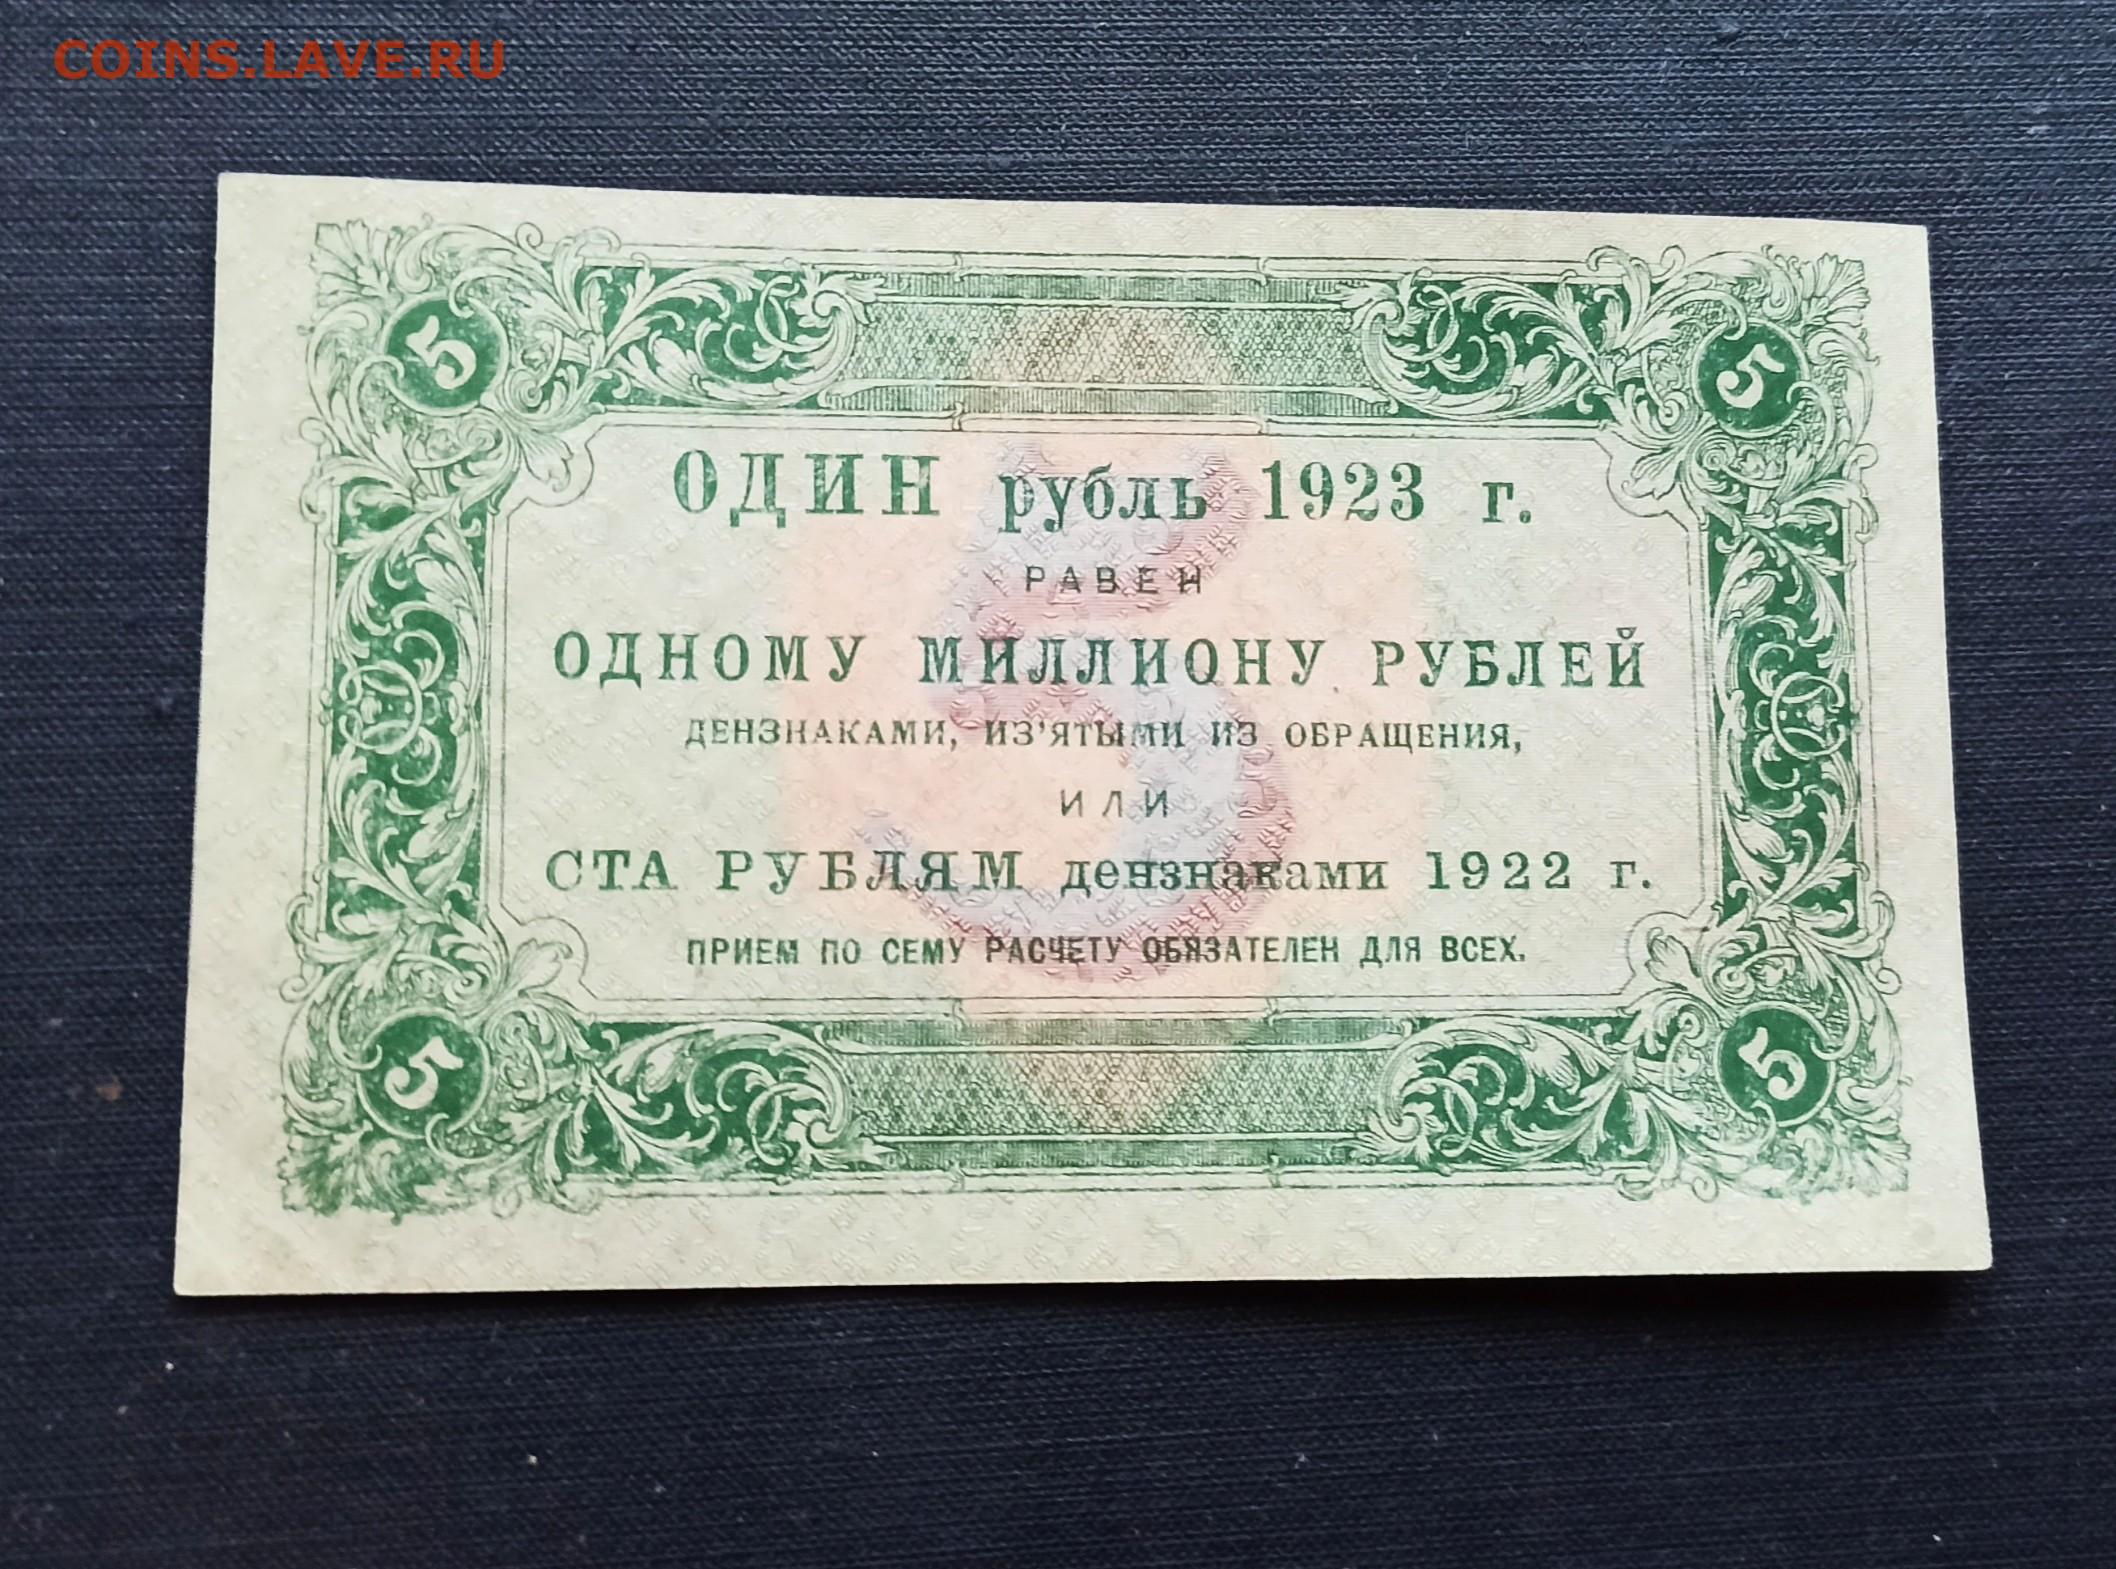 COINS.LAVE.RU
5 5
ОДИН рубль 1923 г.
РАВЕН
ОДНОМУ МИЛЛИОНУ РУБЛЕЙ
ДЕНЗНАКАМИ, ИЗ'ЯТЫМИ ИЗ ОБРАЩЕНИЯ,
ИЛИ
СТА РУБЛЯМ дензнаками 1922 г.
ПРИЕМ ПО СЕМУ РАСЧЕТУ ОБЯЗАТЕЛЕН ДЛЯ ВСЕХ.
5 5
5